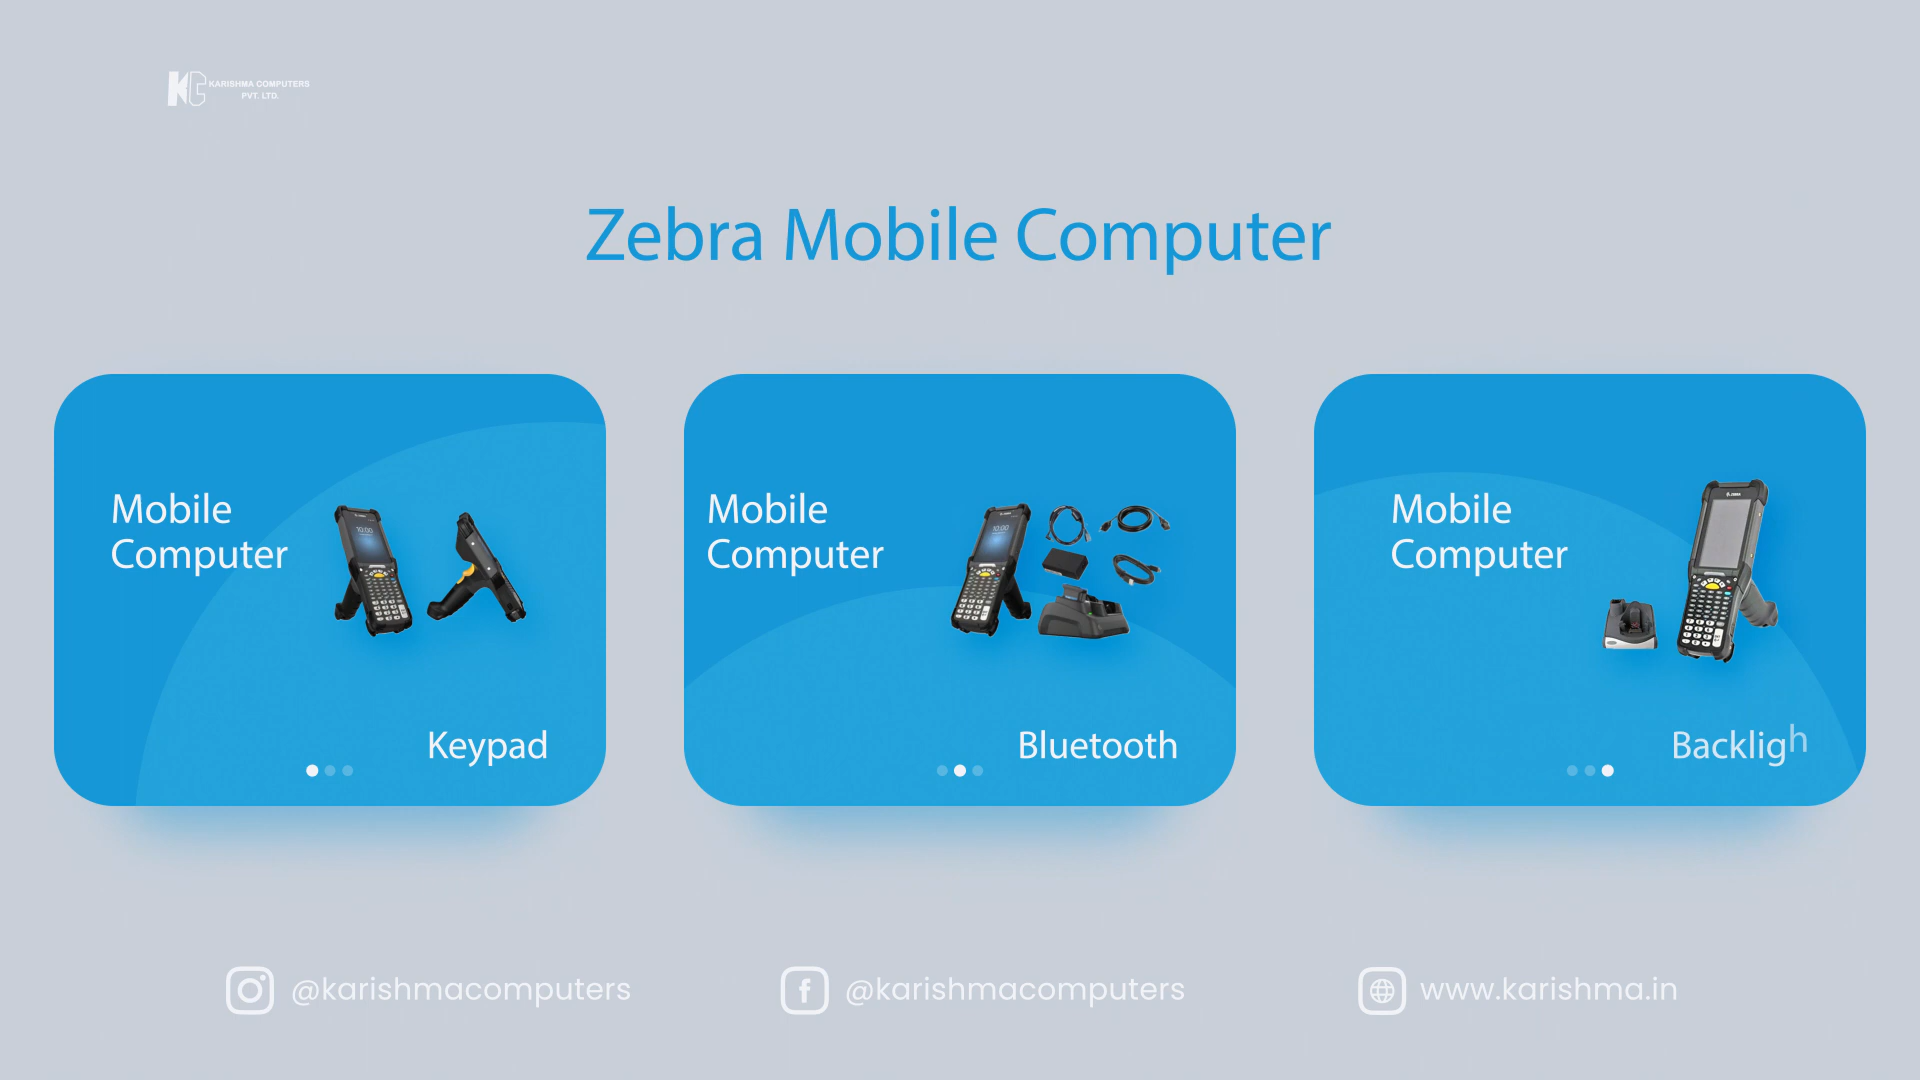 KARISHMA COMPUTERS
PVT. LTD.
Zebra Mobile Computer
Mobile
Computer
Keypad
Mobile
Computer
Bluetooth
Mobile
Computer
Backligh
@karishmacomputers
@karishmacomputers
www.karishma.in